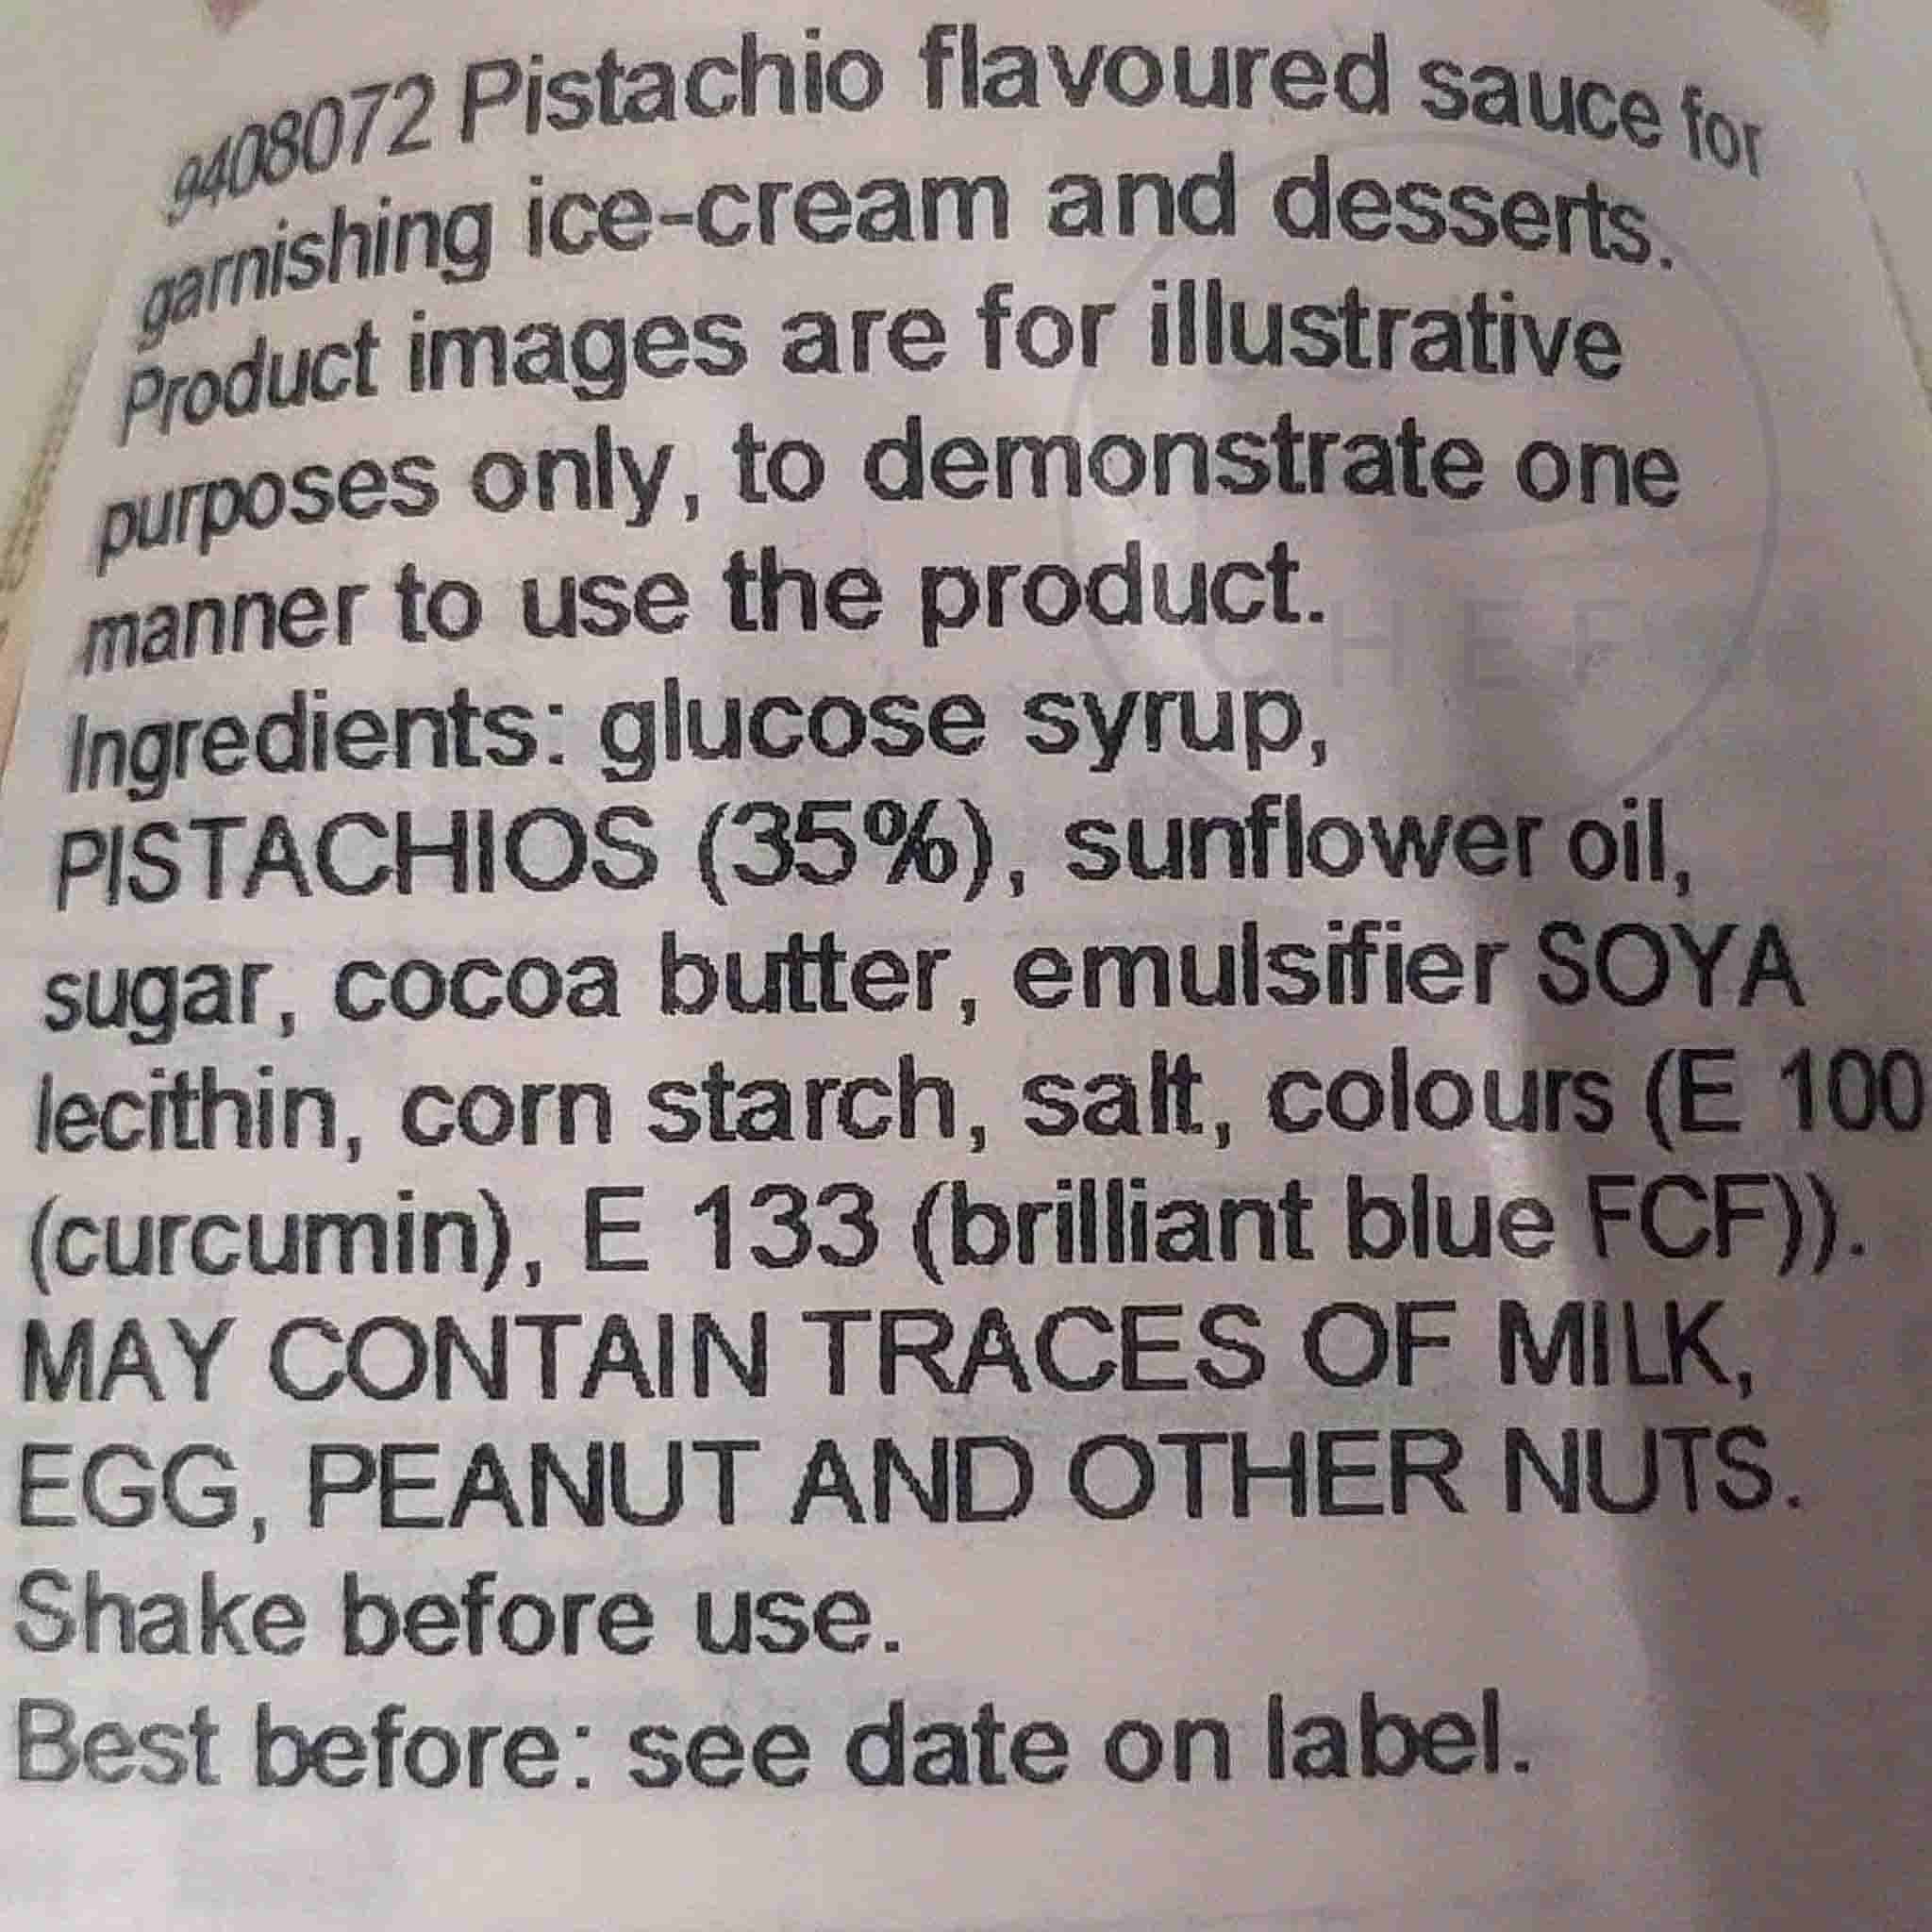 9408072 Pistachio flavoured sauce for
garnishing ice-cream and desserts.
Product images are for illustrative
purposes only, to demonstrate one
manner to use the product.
CHEF
Ingredients: glucose syrup,
PISTACHIOS (35%), sunflower oil,
sugar, cocoa butter, emulsifier SOYA
lecithin, corn starch, salt, colours (E 100
(curcumin), E 133 (brilliant blue FCF)).
MAY CONTAIN TRACES OF MILK,
EGG, PEANUT AND OTHER NUTS.
Shake before use.
Best before: see date on label.